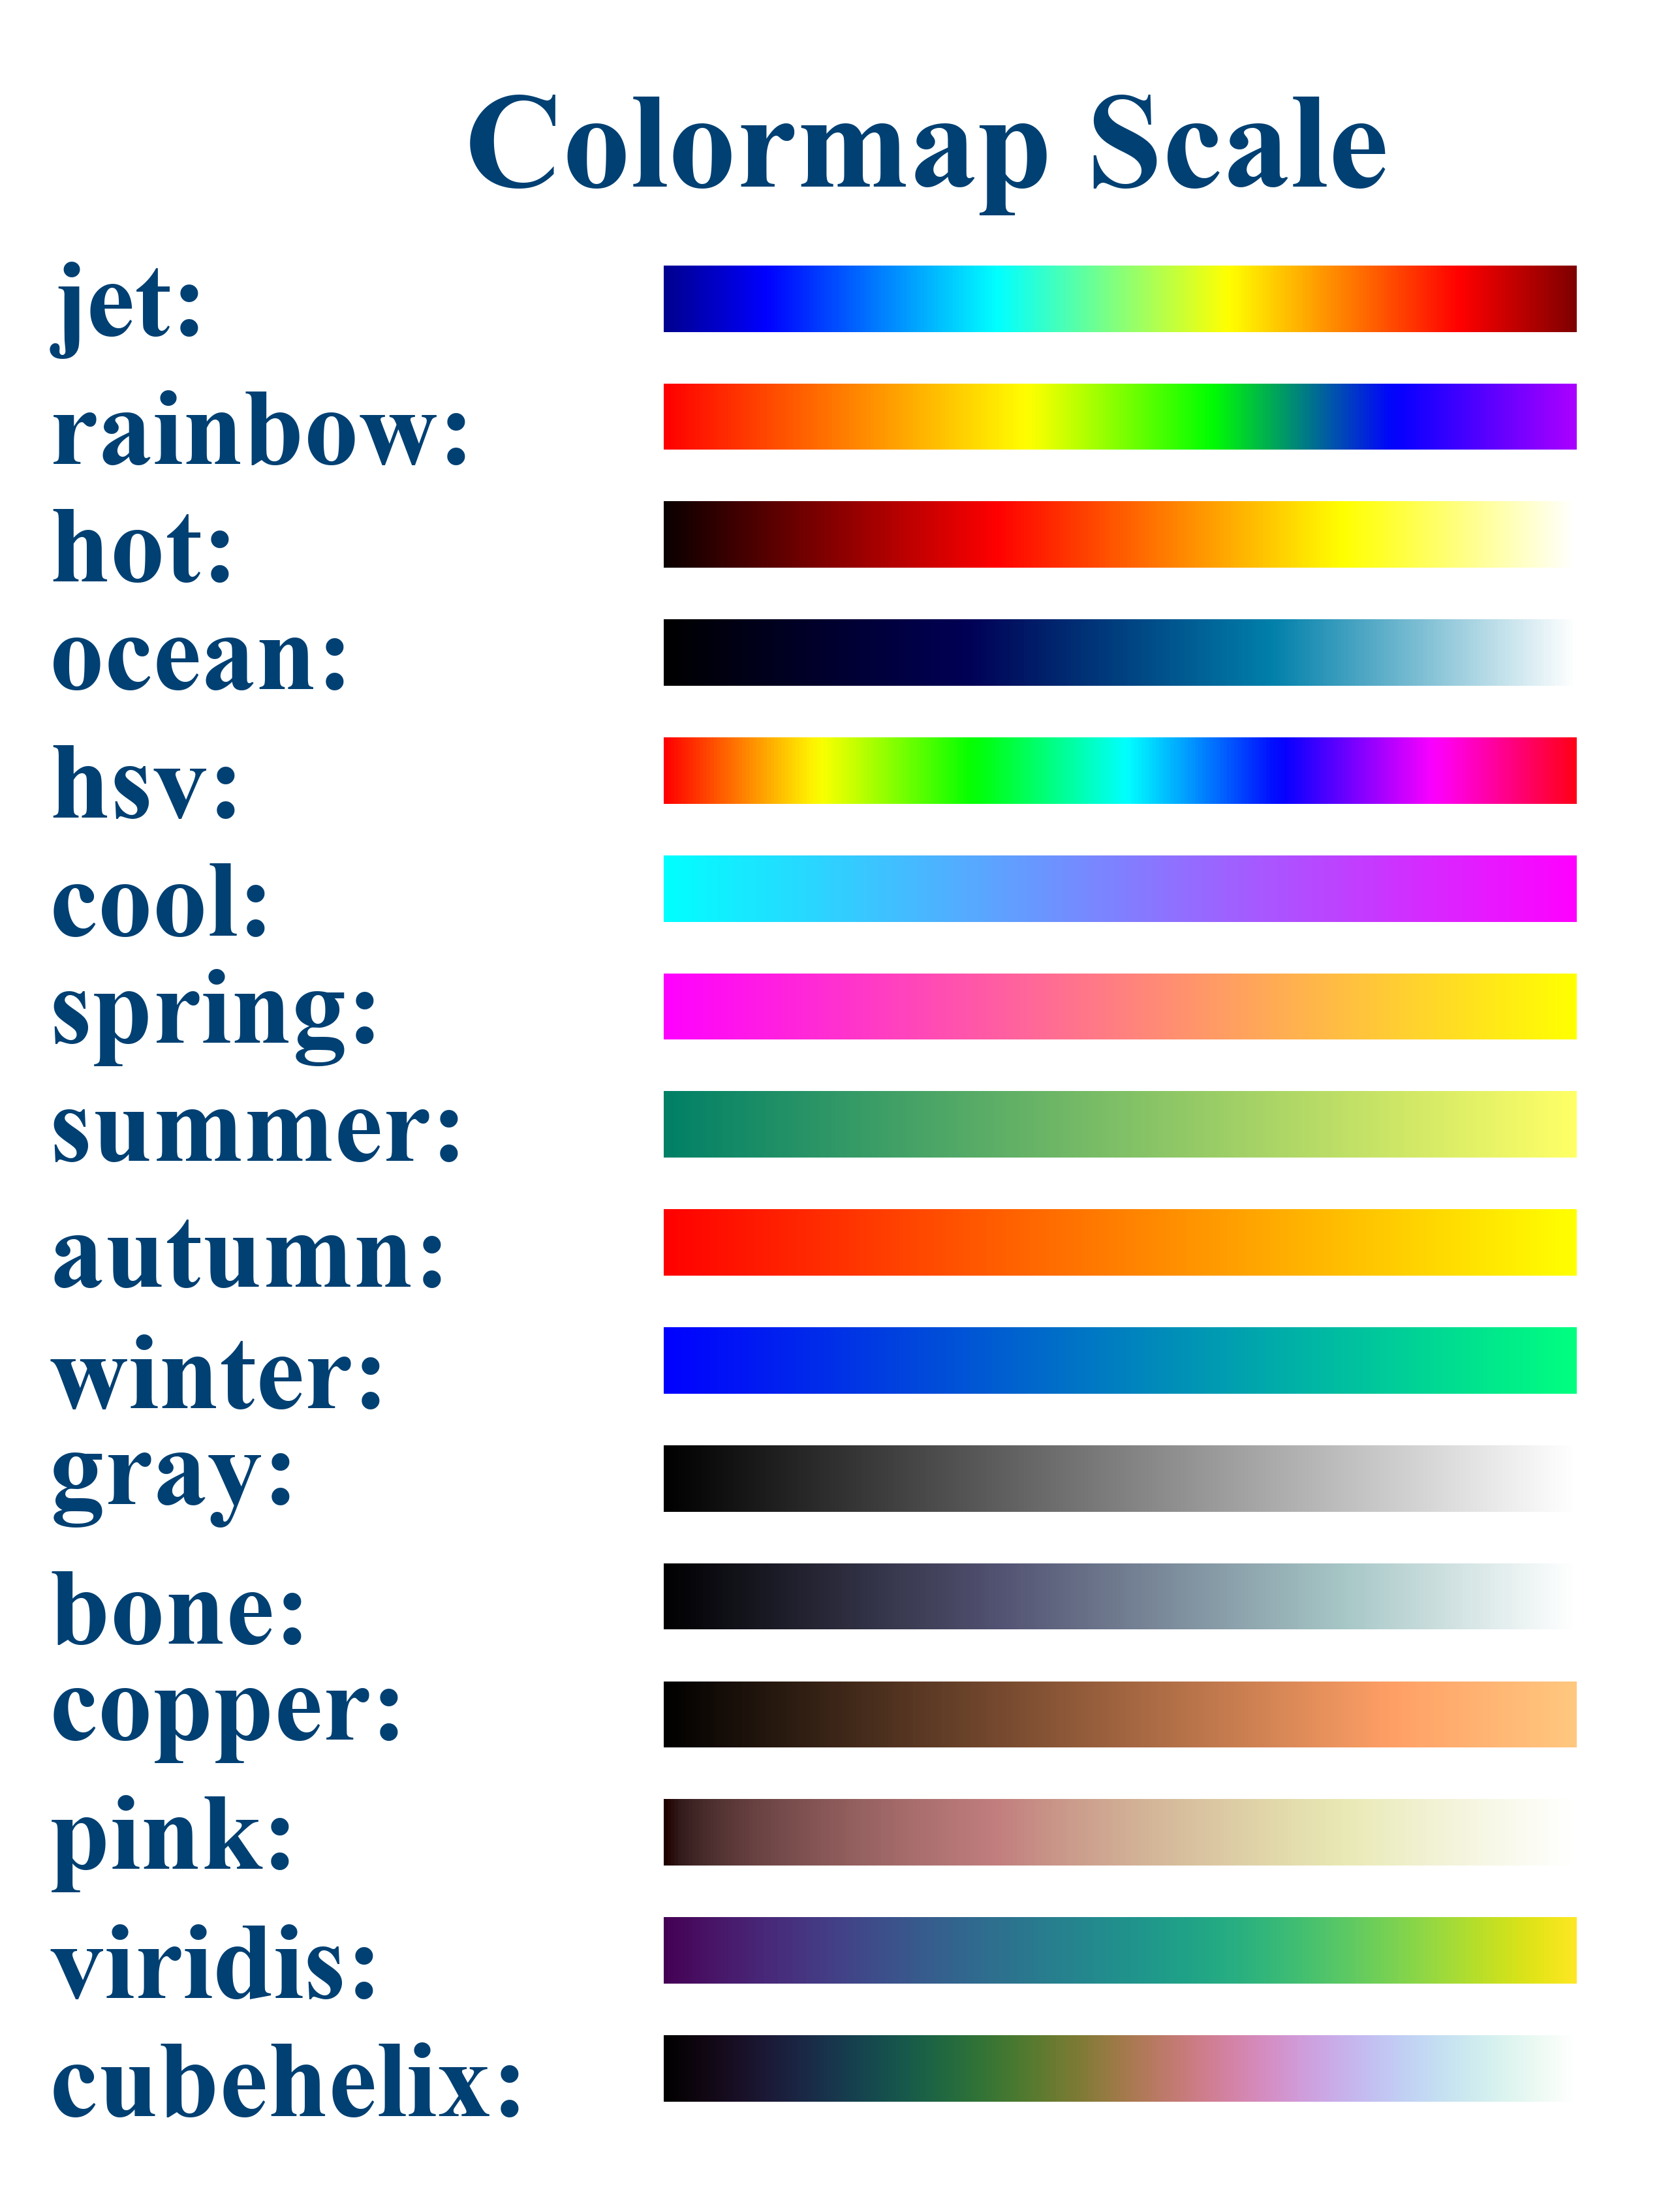 Colormap Scale
jet:
rainbow:
hot:
ocean:
hsv:
cool:
spring:
summer:
autumn:
winter:
gray:
bone:
copper:
pink:
viridis:
cubehelix: